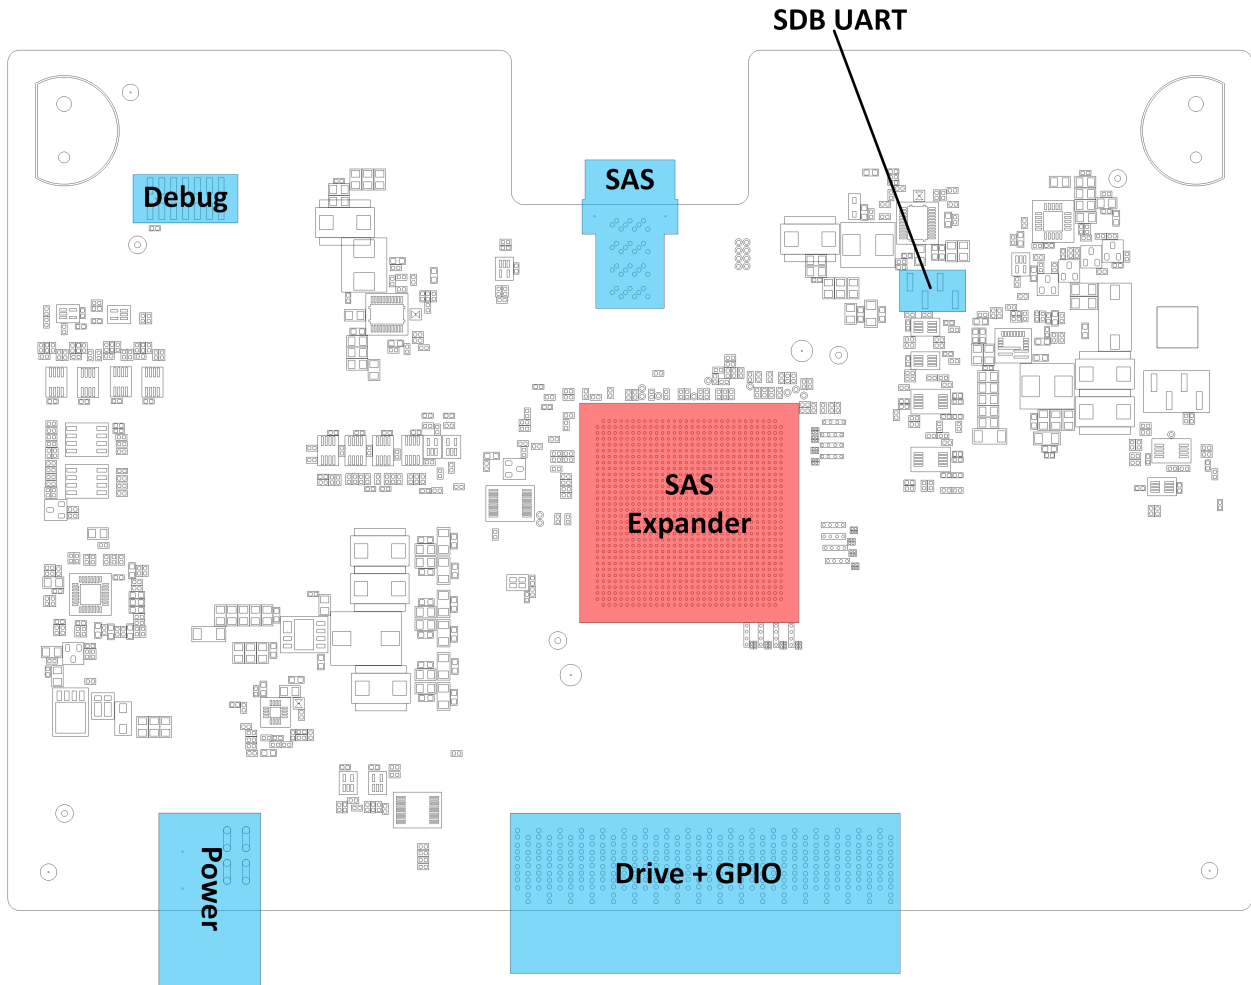 SDB UART
Debug
SAS
SAS
Expander
Power
Drive + GPIO